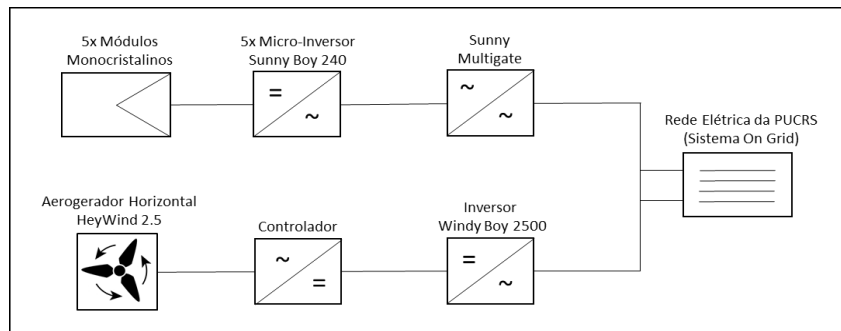 5x Módulos
Monocristalinos
5x Micro-Inversor
Sunny Boy 240
Sunny
Multigate
=
~
~
~
Rede Elétrica da PUCRS
(Sistema On Grid)
Aerogerador Horizontal
HeyWind 2.5
Controlador
Inversor
Windy Boy 2500
~
=
=
~